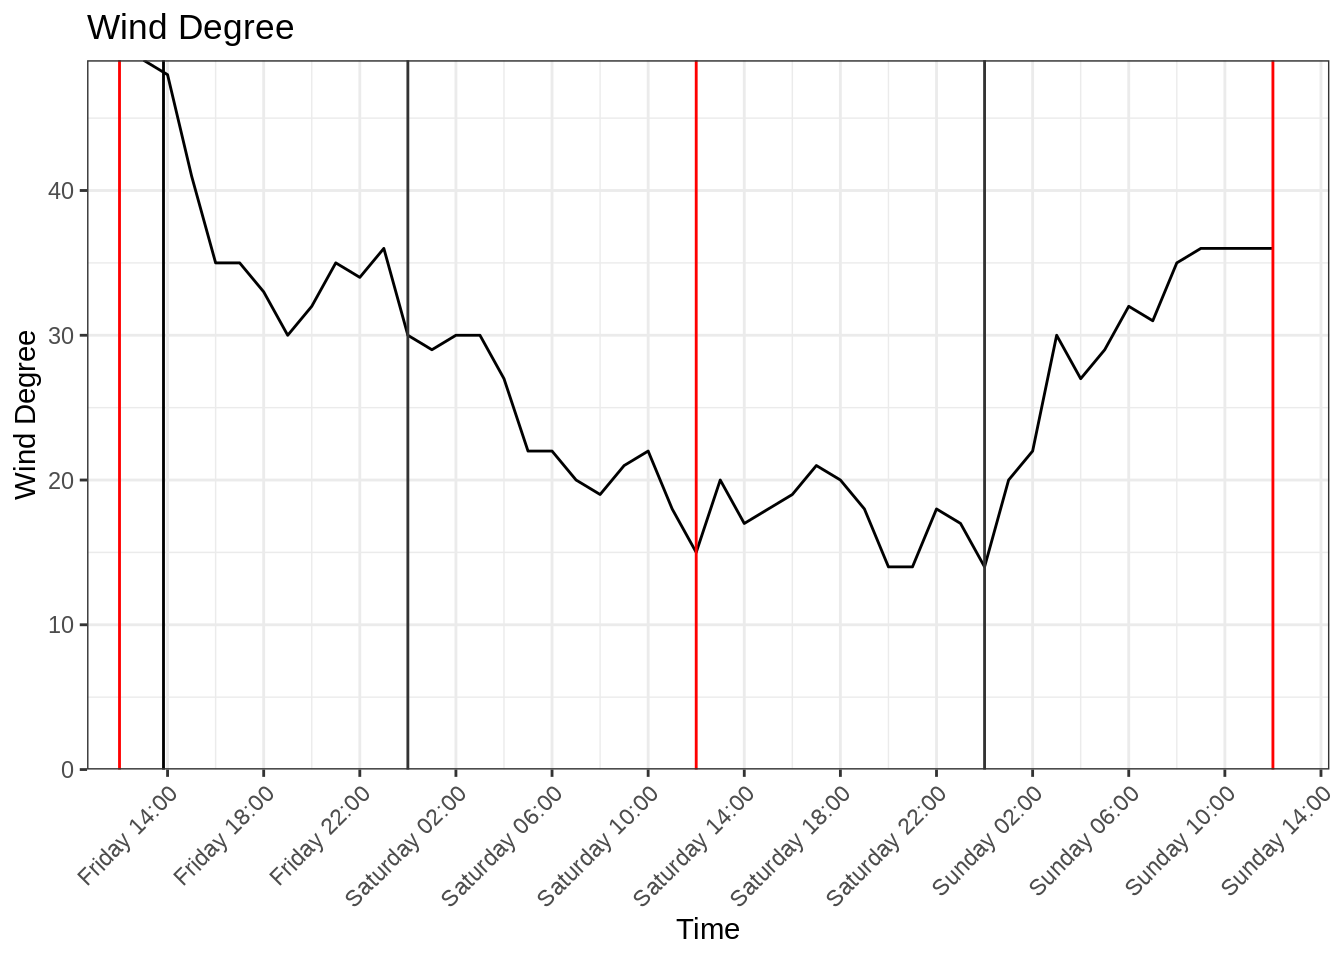 Wind Degree
Wind Degree
40
30
20
10
0
Friday 14:00
Friday 18:00
Friday 22:00
Saturday 02:00
Saturday 06:00
Saturday 10:00
Saturday 14:00
Saturday 18:00
Saturday 22:00
Sunday 02:00
Sunday 06:00
Sunday 10:00
Sunday 14:00
Time